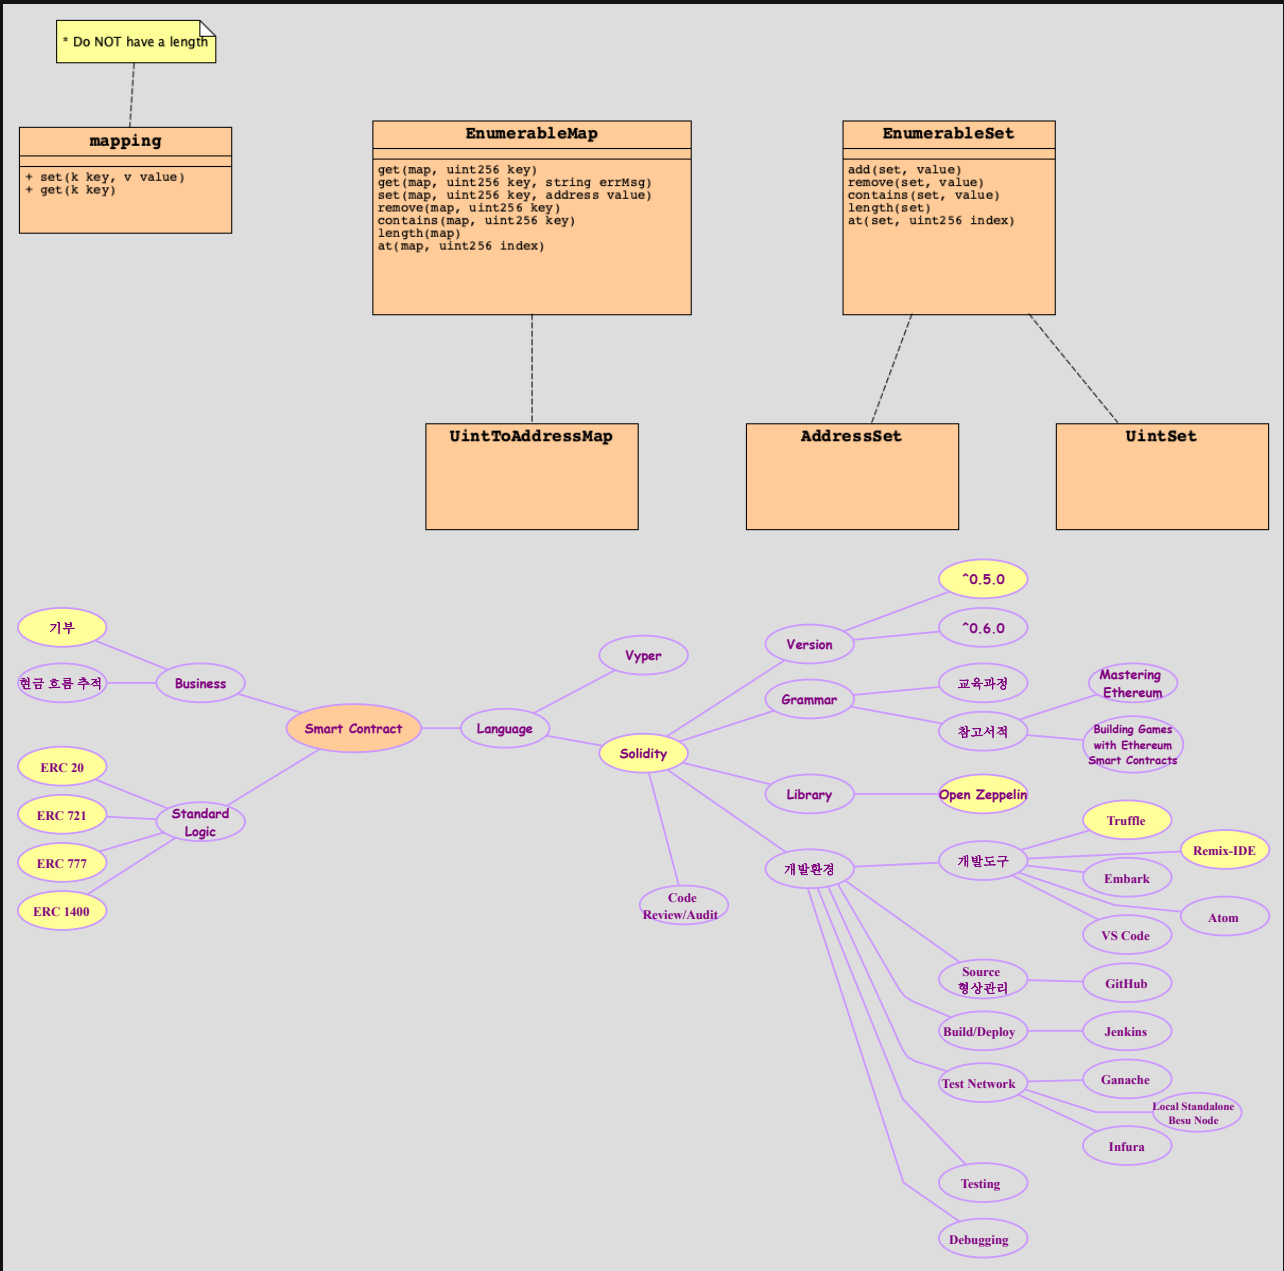 * Do NOT have a length
mapping
+ set(k key, v value)
+ get(k key)
EnumerableMap
get(map, uint256 key)
get(map, uint256 key, string errMsg)
set(map, uint256 key, address value)
remove(map, uint256 key)
contains(map, uint256 key)
length(map)
at(map, uint256 index)
EnumerableSet
add(set, value)
remove(set, value)
contains(set, value)
length(set)
at(set, uint256 index)
UintToAddressMap
AddressSet
UintSet
기부
현금 흐름 추적
Business
ERC 20
ERC 721
ERC 777
ERC 1400
Standard
Logic
Smart Contract
Language
Vyper
Solidity
Code
Review/Audit
Version
^0.5.0
^0.6.0
Grammar
교육과정
참고서적
Mastering
Ethereum
Building Games
with Ethereum
Smart Contracts
Library
Open Zeppelin
개발환경
개발도구
Truffle
Remix-IDE
Embark
Atom
VS Code
Source
형상관리
GitHub
Build/Deploy
Jenkins
Test Network
Ganache
Local Standalone
Besu Node
Infura
Testing
Debugging